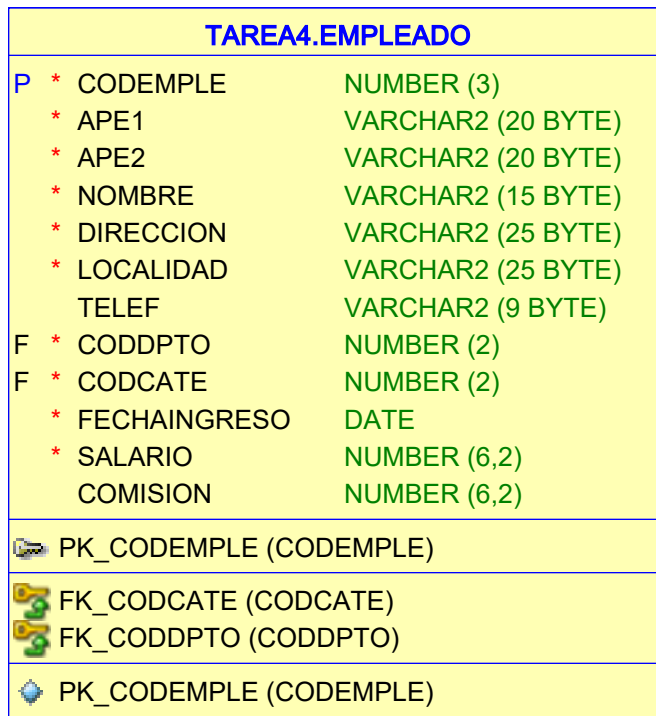 TAREA4.EMPLEADO
P * CODEMPLE NUMBER (3)
* APE1 VARCHAR2 (20 BYTE)
* APE2 VARCHAR2 (20 BYTE)
* NOMBRE VARCHAR2 (15 BYTE)
* DIRECCION VARCHAR2 (25 BYTE)
* LOCALIDAD VARCHAR2 (25 BYTE)
TELEF VARCHAR2 (9 BYTE)
F * CODDPTO NUMBER (2)
F * CODCATE NUMBER (2)
* FECHAINGRESO DATE
* SALARIO NUMBER (6,2)
COMISION NUMBER (6,2)
PK_CODEMPLE (CODEMPLE)
FK_CODCATE (CODCATE)
FK_CODDPTO (CODDPTO)
PK_CODEMPLE (CODEMPLE)